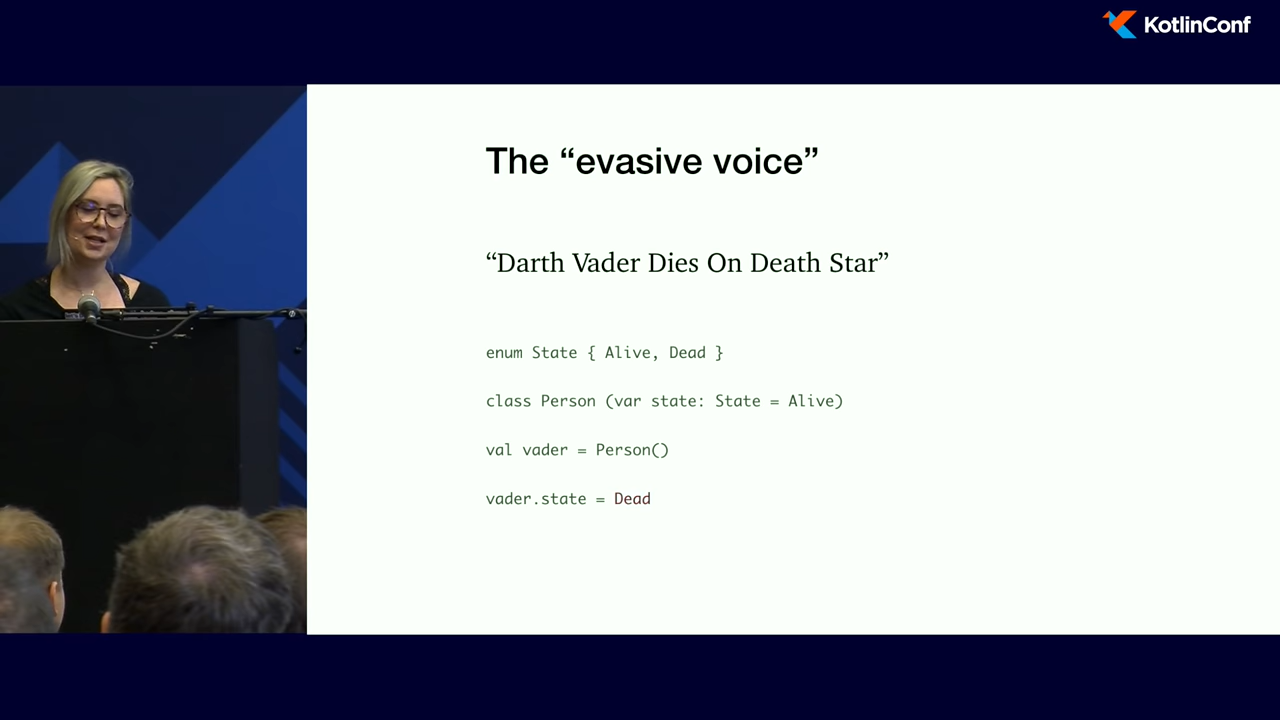 KotlinConf
The “evasive voice”
“Darth Vader Dies On Death Star”
enum State { Alive, Dead }
class Person (var state: State = Alive)
val vader = Person()
vader.state = Dead